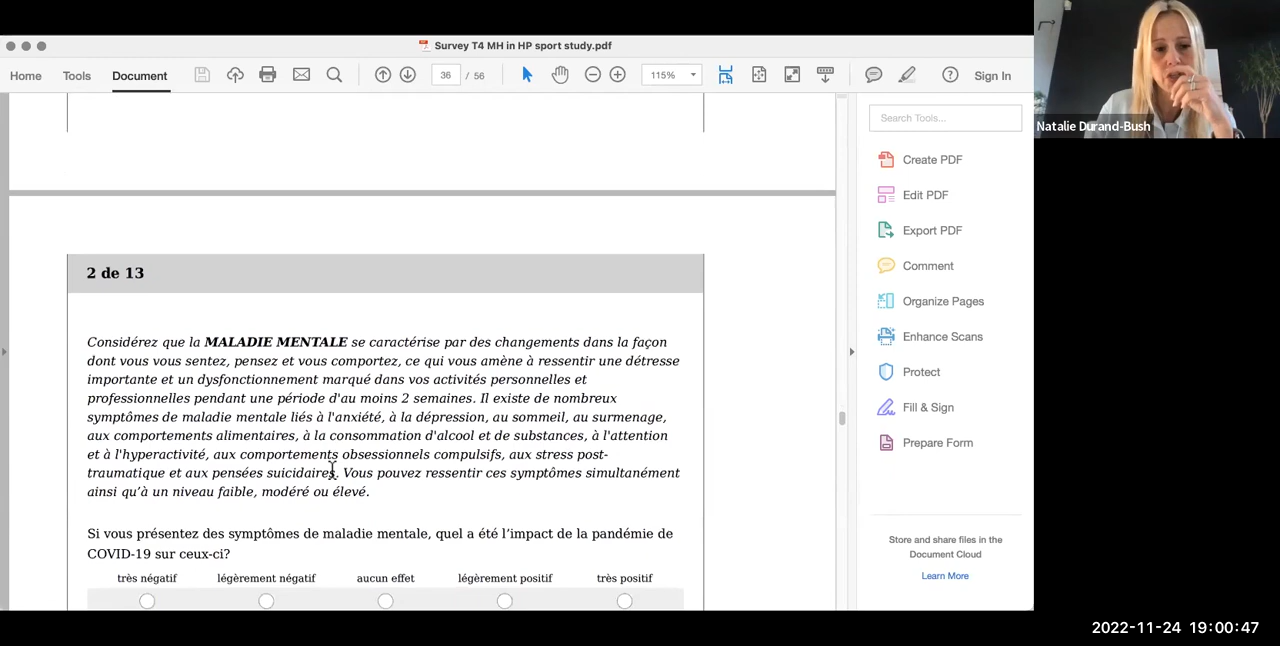 Survey T4 MH in HP sport study.pdf
Home Tools Document 36 / 56 115% Sign In
Natalie Durand-Bush
Search Tools...
Create PDF
Edit PDF
Export PDF
Comment
Organize Pages
Enhance Scans
Protect
Fill & Sign
Prepare Form
Store and share files in the
Document Cloud
Learn More
2 de 13
Considérez que la MALADIE MENTALE se caractérise par des changements dans la façon
dont vous vous sentez, pensez et vous comportez, ce qui vous amène à ressentir une détresse
importante et un dysfonctionnement marqué dans vos activités personnelles et
professionnelles pendant une période d'au moins 2 semaines. Il existe de nombreux
symptômes de maladie mentale liés à l'anxiété, à la dépression, au sommeil, au surmenage,
aux comportements alimentaires, à la consommation d'alcool et de substances, à l'attention
et à l'hyperactivité, aux comportements obsessionnels compulsifs, aux stress post-
traumatique et aux pensées suicidaires. Vous pouvez ressentir ces symptômes simultanément
ainsi qu’à un niveau faible, modéré ou élevé.
Si vous présentez des symptômes de maladie mentale, quel a été l’impact de la pandémie de
COVID-19 sur ceux-ci?
très négatif légèrement négatif aucun effet légèrement positif très positif
2022-11-24 19:00:47